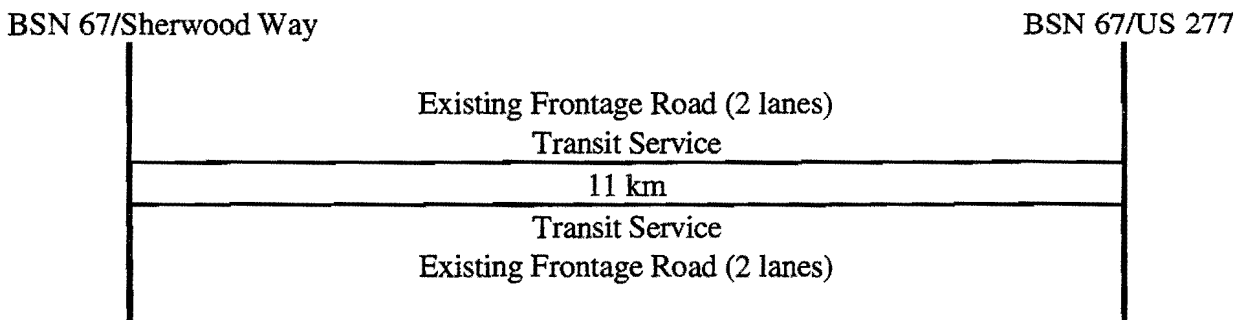 BSN 67/Sherwood Way
BSN 67/US 277
Existing Frontage Road (2 lanes)
Transit Service
11 km
Transit Service
Existing Frontage Road (2 lanes)